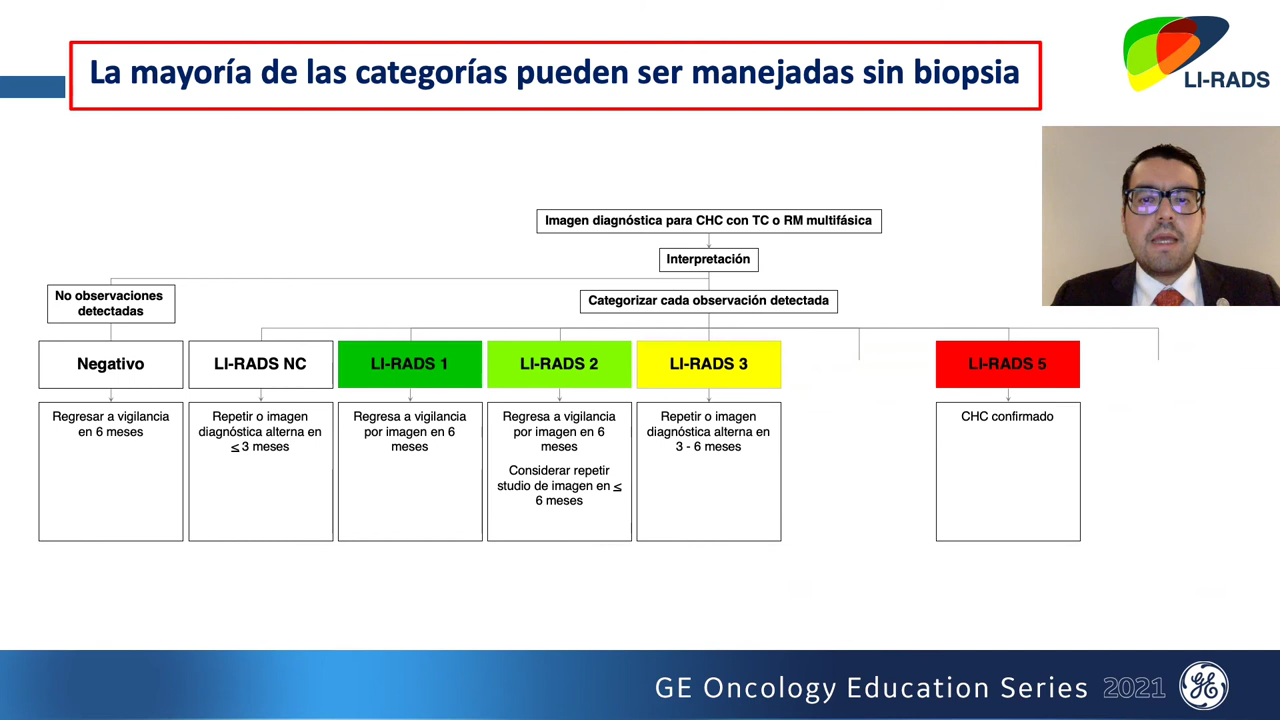 La mayoría de las categorías pueden ser manejadas sin biopsia
LI-RADS
Imagen diagnóstica para CHC con TC o RM multifásica
Interpretación
No observaciones
detectadas
Categorizar cada observación detectada
Negativo
LI-RADS NC
LI-RADS 1
LI-RADS 2
LI-RADS 3
LI-RADS 5
Regresar a vigilancia
en 6 meses
Repetir o imagen
diagnóstica alterna en
≤ 3 meses
Regresa a vigilancia
por imagen en 6
meses
Regresa a vigilancia
por imagen en 6
meses
Considerar repetir
studio de imagen en ≤
6 meses
Repetir o imagen
diagnóstica alterna en
3 - 6 meses
CHC confirmado
GE Oncology Education Series 2021
GE